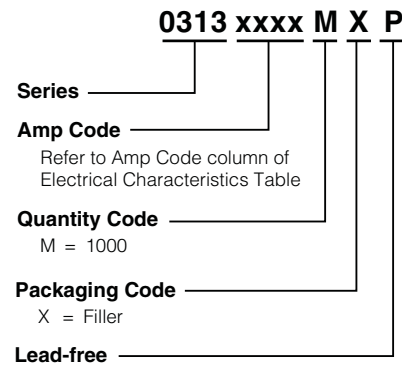 0313 xxxx M X P
Series
Amp Code
Refer to Amp Code column of
Electrical Characteristics Table
Quantity Code
M = 1000
Packaging Code
X = Filler
Lead-free